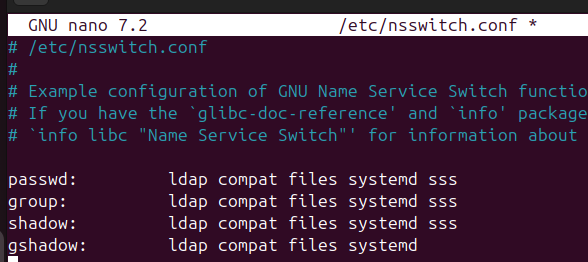 GNU nano 7.2 /etc/nsswitch.conf *
# /etc/nsswitch.conf
#
# Example configuration of GNU Name Service Switch functio
# If you have the `glibc-doc-reference' and `info' package
# `info libc "Name Service Switch"' for information about
passwd: ldap compat files systemd sss
group: ldap compat files systemd sss
shadow: ldap compat files systemd sss
gshadow: ldap compat files systemd